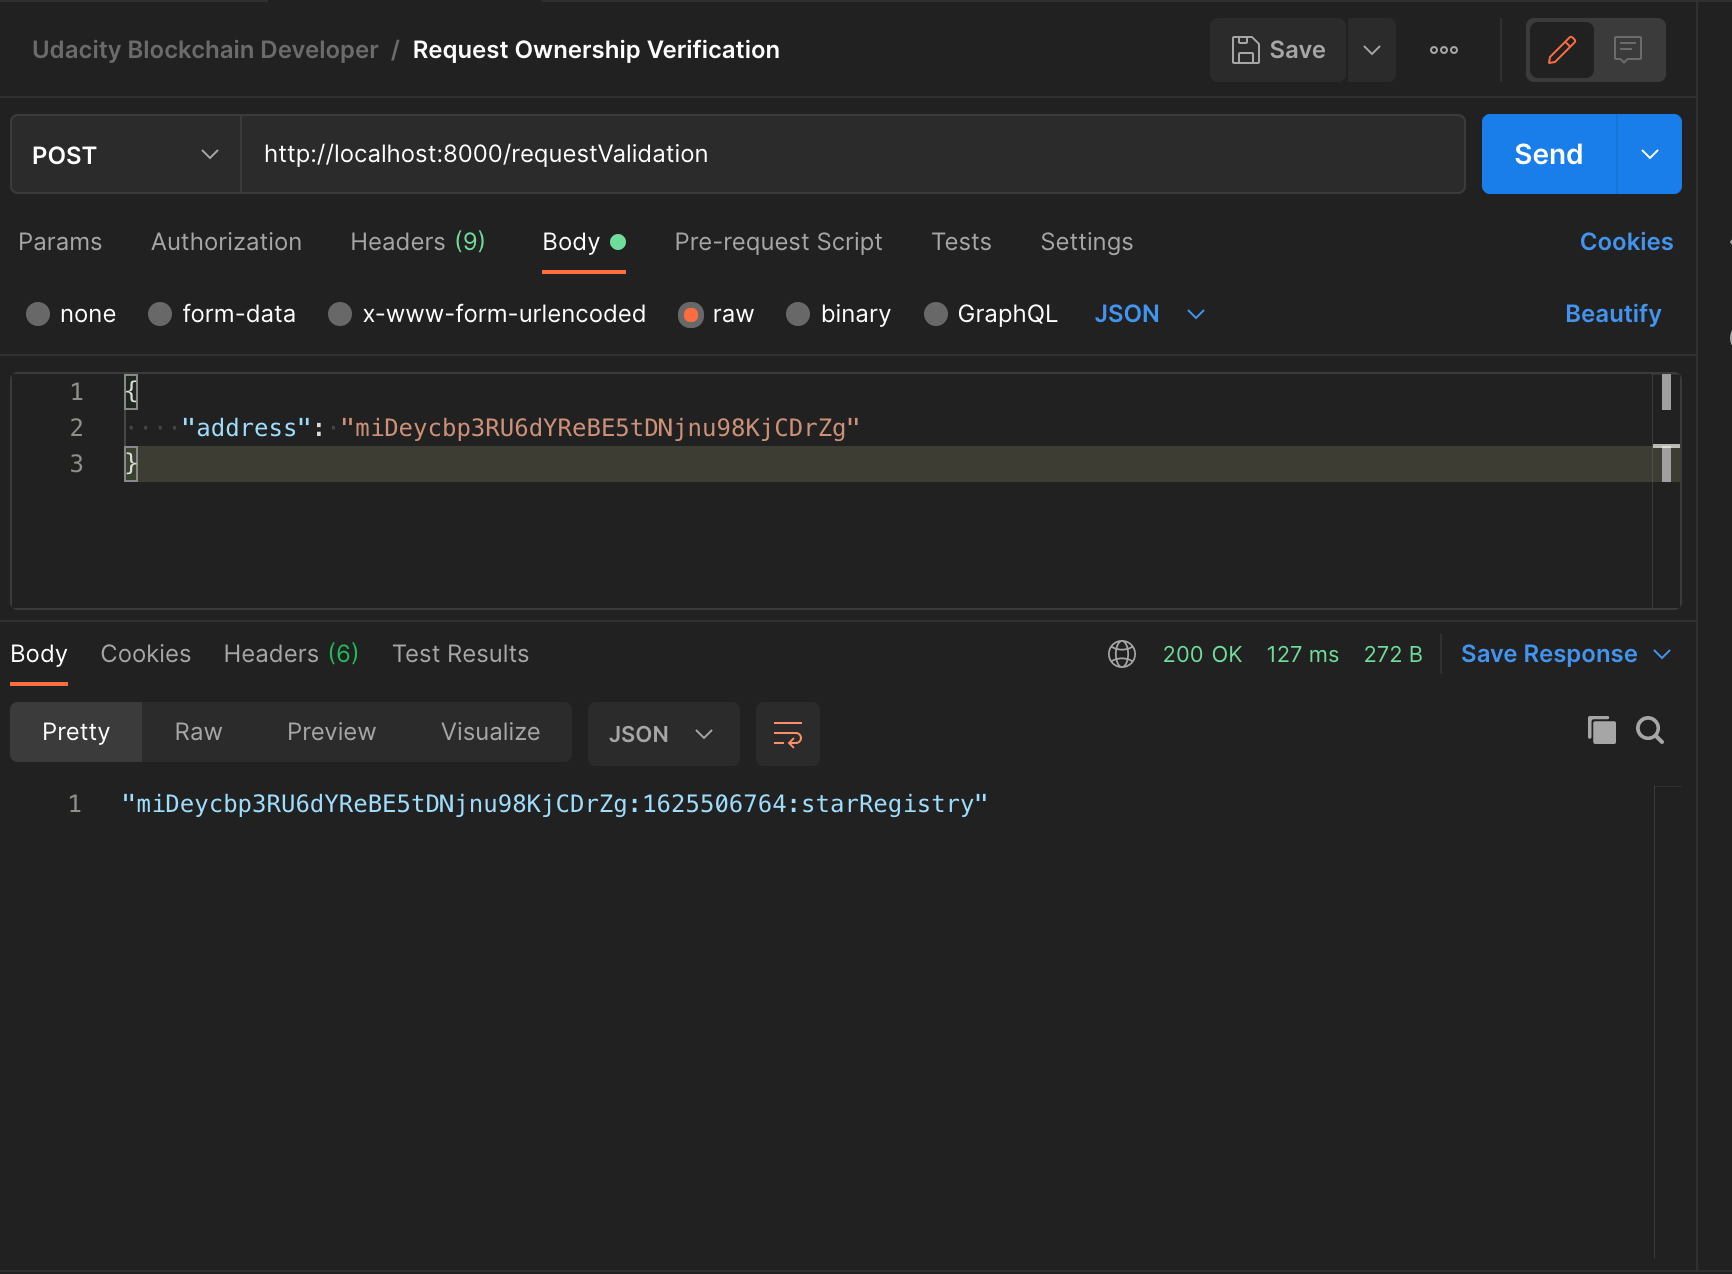 Udacity Blockchain Developer / Request Ownership Verification
Save
POST
http://localhost:8000/requestValidation
Send
Params Authorization Headers (9) Body Pre-request Script Tests Settings Cookies
none form-data x-www-form-urlencoded raw binary GraphQL JSON Beautify
1 {
2 "address": "miDeycbp3RU6dYReBE5tDNjnu98KjCDrZg"
3 }
Body Cookies Headers (6) Test Results 200 OK 127 ms 272 B Save Response
Pretty Raw Preview Visualize JSON
1 "miDeycbp3RU6dYReBE5tDNjnu98KjCDrZg:1625506764:starRegistry"